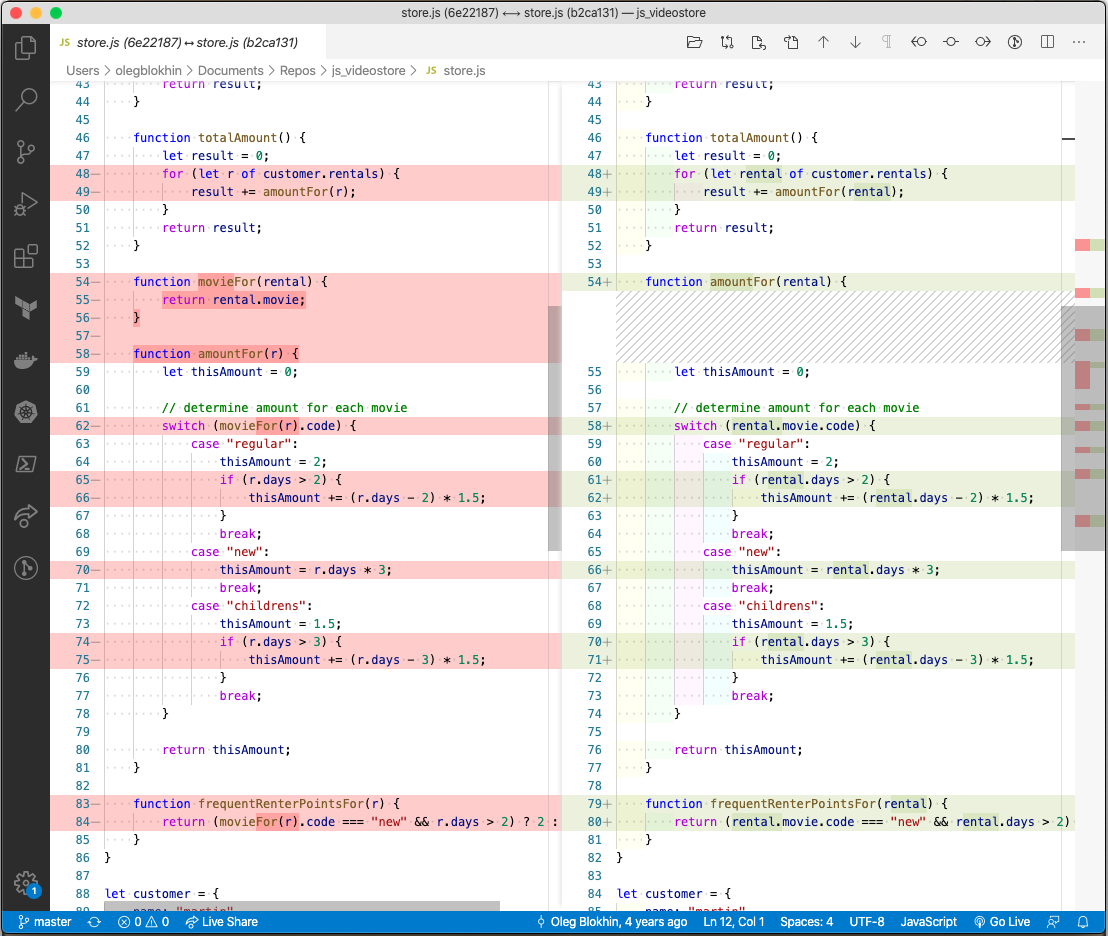 store.js (6e22187) ⟷ store.js (b2ca131) — js_videostore
JS store.js (6e22187) ↔ store.js (b2ca131)
Users > olegblokhin > Documents > Repos > js_videostore > JS store.js
43 return result;
44 }
45
46 function totalAmount() {
47 let result = 0;
48— for (let r of customer.rentals) {
49— result += amountFor(r);
50 }
51 return result;
52 }
53
54— function movieFor(rental) {
55— return rental.movie;
56— }
57—
58— function amountFor(r) {
59 let thisAmount = 0;
60
61 // determine amount for each movie
62— switch (movieFor(r).code) {
63 case "regular":
64 thisAmount = 2;
65— if (r.days > 2) {
66— thisAmount += (r.days - 2) * 1.5;
67 }
68 break;
69 case "new":
70— thisAmount = r.days * 3;
71 break;
72 case "childrens":
73 thisAmount = 1.5;
74— if (r.days > 3) {
75— thisAmount += (r.days - 3) * 1.5;
76 }
77 break;
78 }
79
80 return thisAmount;
81 }
82
83— function frequentRenterPointsFor(r) {
84— return (movieFor(r).code === "new" && r.days > 2) ? 2 :
85 }
86 }
87
88 let customer = {
89 name: "martin"
43 return result;
44 }
45
46 function totalAmount() {
47 let result = 0;
48+ for (let rental of customer.rentals) {
49+ result += amountFor(rental);
50 }
51 return result;
52 }
53
54+ function amountFor(rental) {
55 let thisAmount = 0;
56
57 // determine amount for each movie
58+ switch (rental.movie.code) {
59 case "regular":
60 thisAmount = 2;
61+ if (rental.days > 2) {
62+ thisAmount += (rental.days - 2) * 1.5;
63 }
64 break;
65 case "new":
66+ thisAmount = rental.days * 3;
67 break;
68 case "childrens":
69 thisAmount = 1.5;
70+ if (rental.days > 3) {
71+ thisAmount += (rental.days - 3) * 1.5;
72 }
73 break;
74 }
75
76 return thisAmount;
77 }
78
79+ function frequentRenterPointsFor(rental) {
80+ return (rental.movie.code === "new" && rental.days > 2)
81 }
82 }
83
84 let customer = {
85 name: "martin"
1
master 0 0 Live Share Oleg Blokhin, 4 years ago Ln 12, Col 1 Spaces: 4 UTF-8 JavaScript Go Live